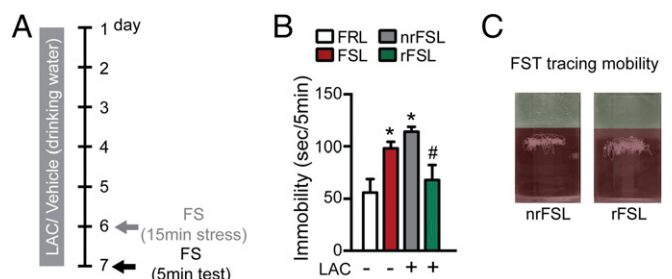 A
B
C
LAC/ Vehicle (drinking water)
1 day
2
3
4
5
6
7
FS
(15min stress)
FS
(5min test)
FRL
nrFSL
FSL
rFSL
Immobility (sec/5min)
150
100
50
0
*
*
#
LAC - - + +
FST tracing mobility
nrFSL
rFSL